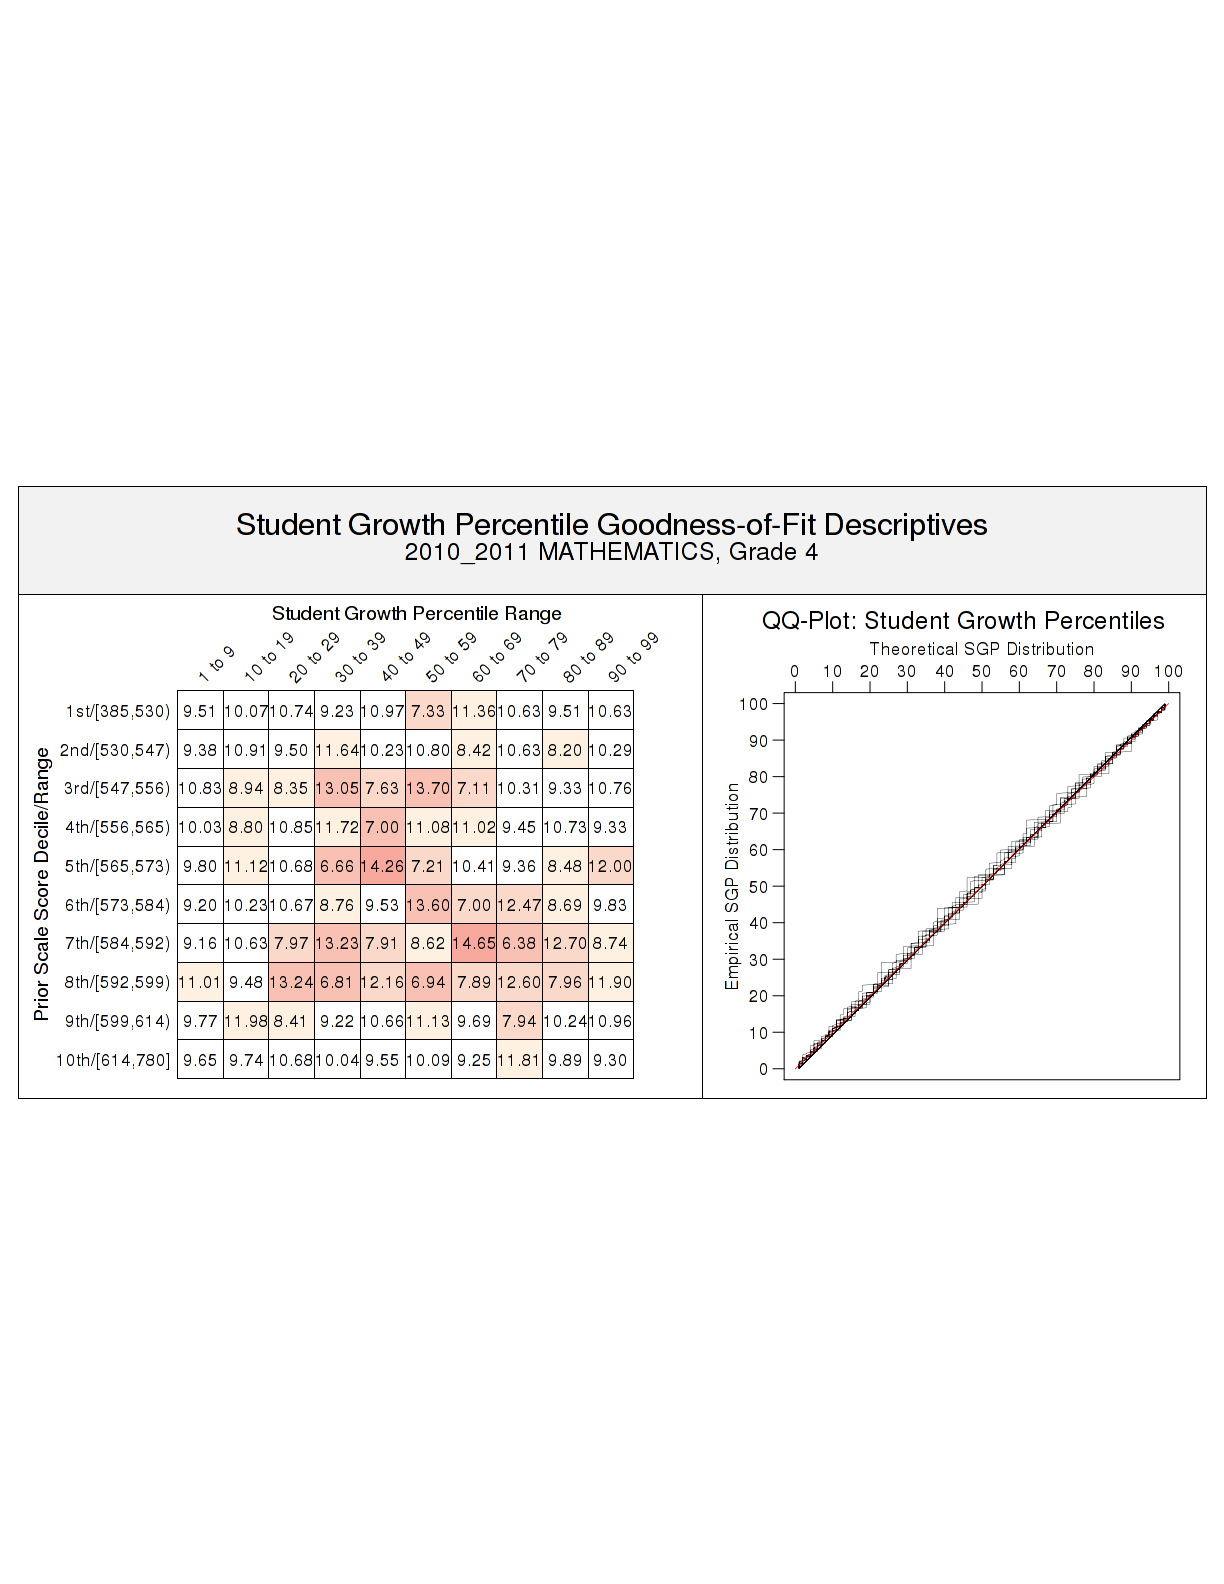 Student Growth Percentile Goodness-of-Fit Descriptives
2010_2011 MATHEMATICS, Grade 4
Student Growth Percentile Range
1 to 9 10 to 19 20 to 29 30 to 39 40 to 49 50 to 59 60 to 69 70 to 79 80 to 89 90 to 99
Prior Scale Score Decile/Range
1st/[385,530) 9.51 10.07 10.74 9.23 10.97 7.33 11.36 10.63 9.51 10.63
2nd/[530,547) 9.38 10.91 9.50 11.64 10.23 10.80 8.42 10.63 8.20 10.29
3rd/[547,556) 10.83 8.94 8.35 13.05 7.63 13.70 7.11 10.31 9.33 10.76
4th/[556,565) 10.03 8.80 10.85 11.72 7.00 11.08 11.02 9.45 10.73 9.33
5th/[565,573) 9.80 11.12 10.68 6.66 14.26 7.21 10.41 9.36 8.48 12.00
6th/[573,584) 9.20 10.23 10.67 8.76 9.53 13.60 7.00 12.47 8.69 9.83
7th/[584,592) 9.16 10.63 7.97 13.23 7.91 8.62 14.65 6.38 12.70 8.74
8th/[592,599) 11.01 9.48 13.24 6.81 12.16 6.94 7.89 12.60 7.96 11.90
9th/[599,614) 9.77 11.98 8.41 9.22 10.66 11.13 9.69 7.94 10.24 10.96
10th/[614,780] 9.65 9.74 10.68 10.04 9.55 10.09 9.25 11.81 9.89 9.30
QQ-Plot: Student Growth Percentiles
Theoretical SGP Distribution
0 10 20 30 40 50 60 70 80 90 100
Empirical SGP Distribution
100
90
80
70
60
50
40
30
20
10
0